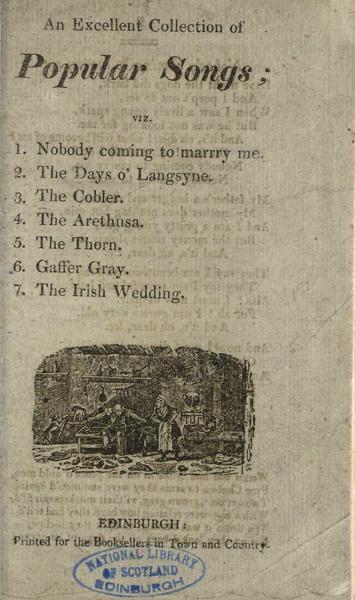 An Excellent Collection of
Popular Songs;
VIZ.
1. Nobody coming to marrry me.
2. The Days o' Langsyne.
3. The Cobler.
4. The Arethusa.
5. The Thorn.
6. Gaffer Gray.
7. The Irish Wedding.
EDINBURGH:
Printed for the Booksellers in Town and Country.
NATIONAL LIBRARY
OF SCOTLAND
EDINBURGH